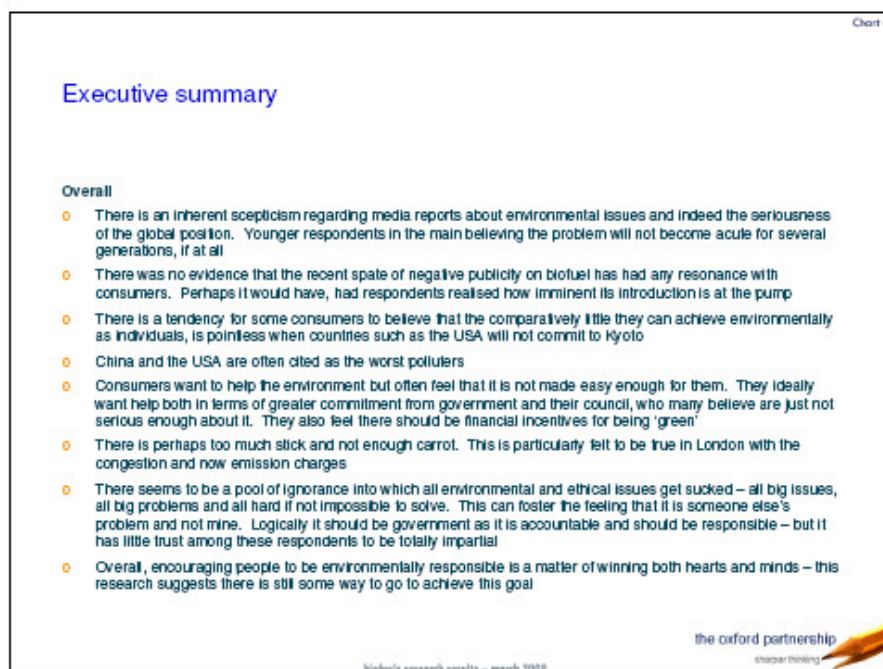 Chart
Executive summary
Overall
o There is an inherent scepticism regarding media reports about environmental issues and indeed the seriousness
of the global position. Younger respondents in the main believing the problem will not become acute for several
generations, if at all
o There was no evidence that the recent spate of negative publicity on biofuel has had any resonance with
consumers. Perhaps it would have, had respondents realised how imminent its introduction is at the pump
o There is a tendency for some consumers to believe that the comparatively little they can achieve environmentally
as individuals, is pointless when countries such as the USA will not commit to Kyoto
o China and the USA are often cited as the worst polluters
o Consumers want to help the environment but often feel that it is not made easy enough for them. They ideally
want help both in terms of greater commitment from government and their council, who many believe are just not
serious enough about it. They also feel there should be financial incentives for being ‘green’
o There is perhaps too much stick and not enough carrot. This is particularly felt to be true in London with the
congestion and now emission charges
o There seems to be a pool of ignorance into which all environmental and ethical issues get sucked – all big issues,
all big problems and all hard if not impossible to solve. This can foster the feeling that it is someone else’s
problem and not mine. Logically it should be government as it is accountable and should be responsible – but it
has little trust among these respondents to be totally impartial
o Overall, encouraging people to be environmentally responsible is a matter of winning both hearts and minds – this
research suggests there is still some way to go to achieve this goal
the oxford partnership
sharper thinking
research results – march 2008